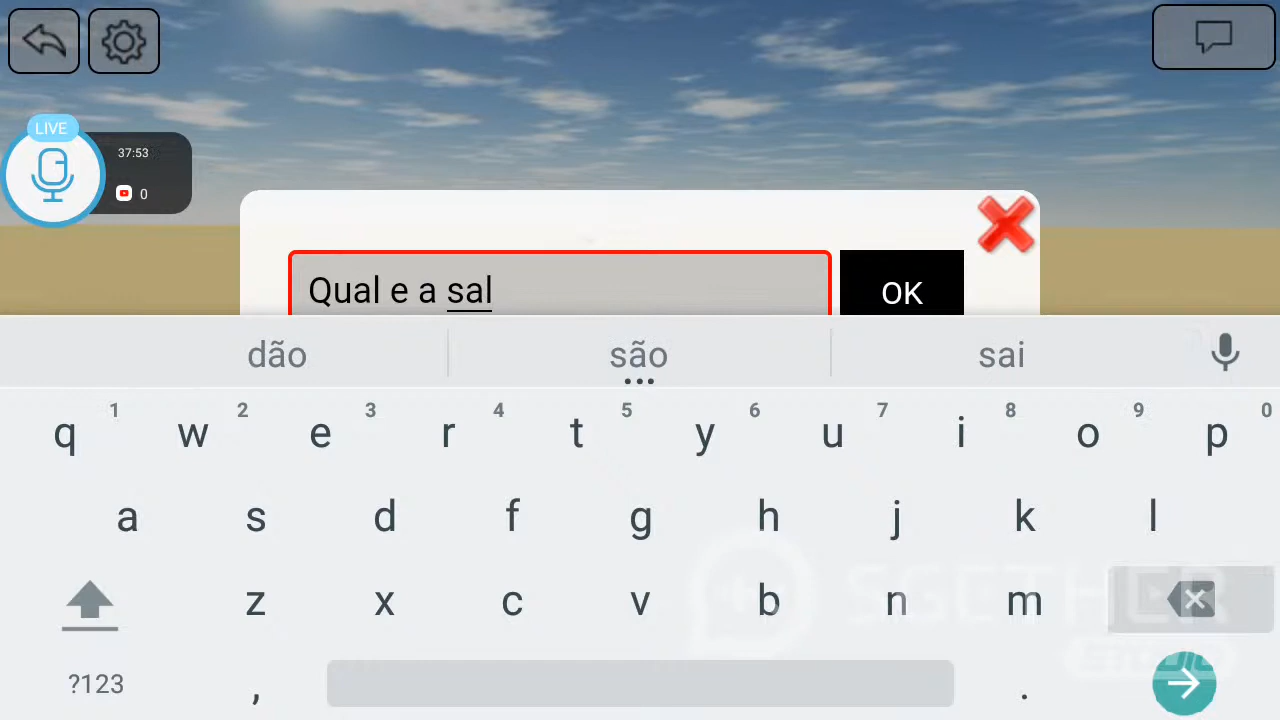 LIVE
37:53
0
Qual e a sal
OK
dão são sai
1 2 3 4 5 6 7 8 9 0
q w e r t y u i o p
a s d f g h j k l
z x c v b n m
SGETHER
?123 , .